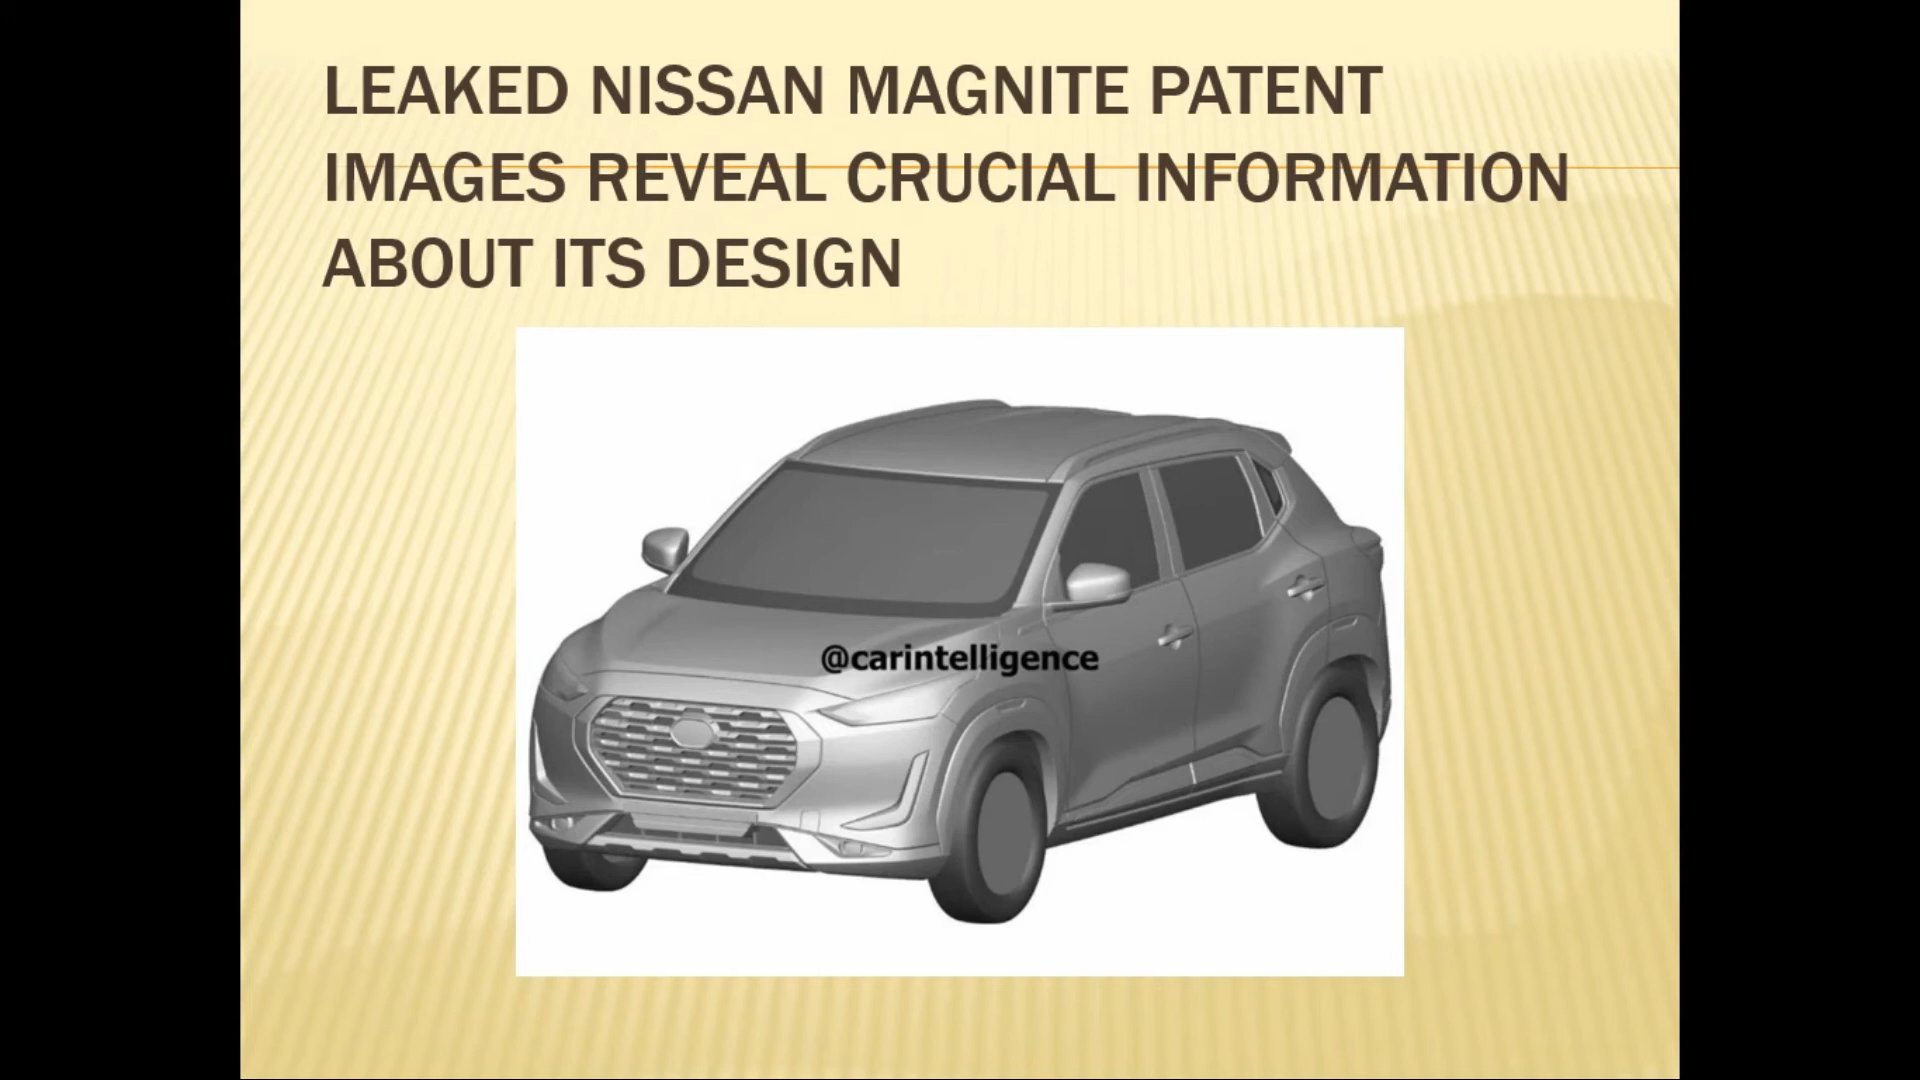 LEAKED NISSAN MAGNITE PATENT
IMAGES REVEAL CRUCIAL INFORMATION
ABOUT ITS DESIGN
@carintelligence